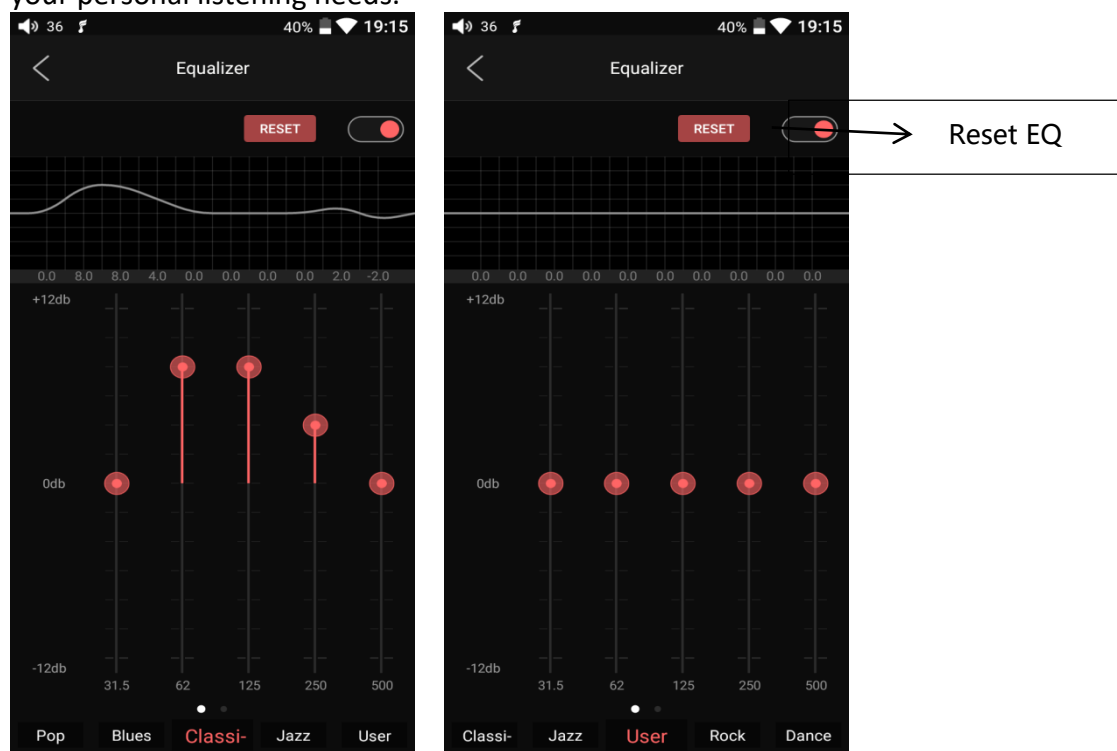 your personal listening needs.
36 40% 19:15
Equalizer
RESET
0.0 8.0 8.0 4.0 0.0 0.0 0.0 0.0 2.0 -2.0
+12db
0db
-12db
31.5 62 125 250 500
Pop Blues Classi- Jazz User
36 40% 19:15
Equalizer
RESET
0.0 0.0 0.0 0.0 0.0 0.0 0.0 0.0 0.0 0.0
+12db
0db
-12db
31.5 62 125 250 500
Classi- Jazz User Rock Dance
Reset EQ